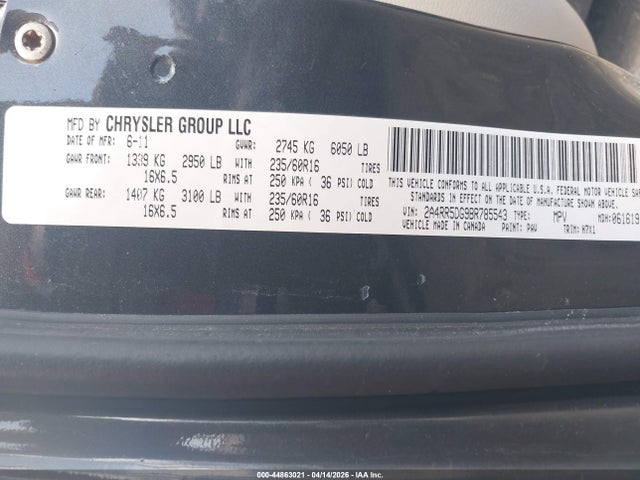 MFD BY CHRYSLER GROUP LLC
DATE OF MFR: 6-11 GVWR: 2745 KG 6050 LB
GAWR FRONT: 1339 KG 2950 LB WITH 235/60R16 TIRES
16X6.5 RIMS AT 250 KPA ( 36 PSI) COLD
GAWR REAR: 1407 KG 3100 LB WITH 235/60R16 TIRES
16X6.5 RIMS AT 250 KPA ( 36 PSI) COLD
THIS VEHICLE CONFORMS TO ALL APPLICABLE U.S.A. FEDERAL MOTOR VEHICLE
STANDARDS IN EFFECT ON THE DATE OF MANUFACTURE SHOWN ABOVE.
VIN: 2A4RR5DG9BR785543 TYPE: MPV MDH: 061619
VEHICLE MADE IN CANADA PAINT: PAV TRIM: H7X1
000-44863021 - 04/14/2026 - IAA Inc.